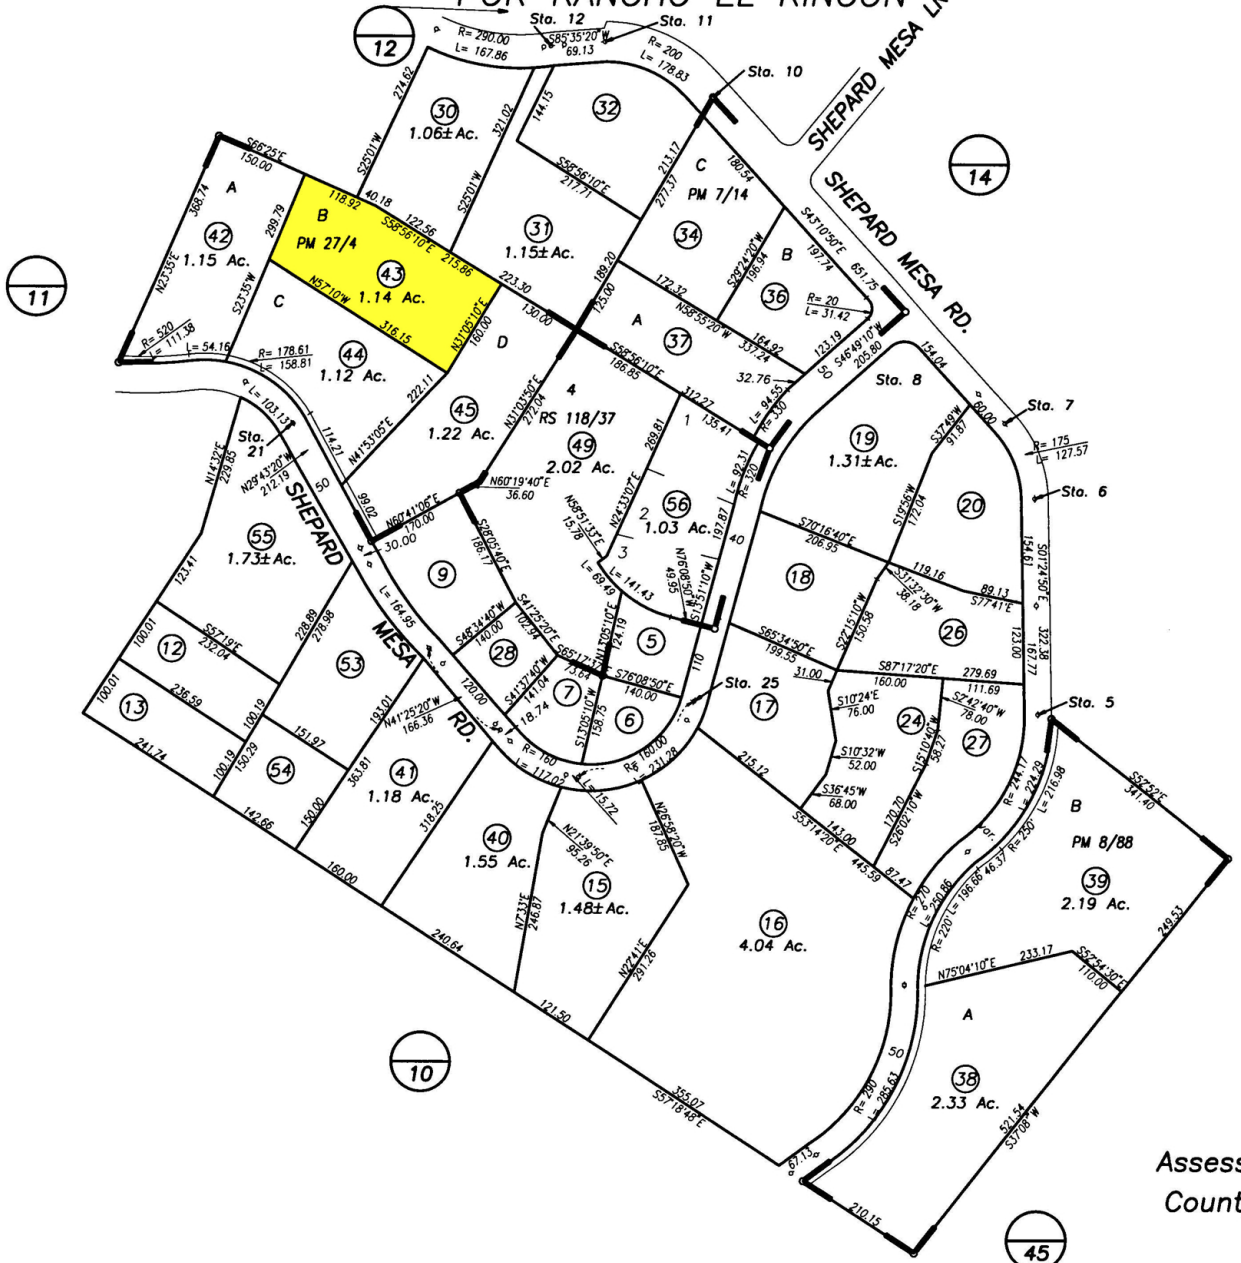 FOR RANCHO EL RINCON
12
Sta. 12
Sta. 11
S85°35'20"W
69.13
R= 290.00
L= 167.86
R= 200
L= 178.83
SHEPARD MESA LN
Sta. 10
274.62
30
1.06± Ac.
321.02
144.15
32
S25°01'W
S25°01'W
S58°56'10"E
217.71
213.17
277.37
C
PM 7/14
180.54
14
SHEPARD MESA RD.
S66°25'E
150.00
A
368.74
N23°35'E
42
1.15 Ac.
299.79
S23°35'W
118.92
40.18
B
PM 27/4
S58°56'10"E
122.56
215.86
43
1.14 Ac.
N57°10'W
316.15
N31°05'10"E
160.00
31
1.15± Ac.
223.30
130.00
189.20
125.00
34
S29°24'20"W
196.94
S43°10'50"E
197.74
B
36
651.75
R= 20
L= 31.42
172.32
N58°55'20"W
164.92
337.24
A
37
123.19
S46°49'10"W
205.80
11
R= 520
L= 111.38
L= 54.16
C
R= 178.61
L= 158.81
44
1.12 Ac.
222.11
N41°53'05"E
D
45
1.22 Ac.
N31°03'50"E
272.04
4
RS 118/37
49
2.02 Ac.
S58°56'10"E
186.85
312.27
135.41
32.76
L= 94.55
R= 330
50
Sta. 8
154.04
60.00
Sta. 7
R= 175
L= 127.57
L= 103.13
Sta. 21
114.21
50
99.02
N29°43'20"W
212.19
N14°32'E
229.85
SHEPARD MESA RD.
N60°41'06"E
170.00
30.00
N60°19'40"E
36.60
269.81
N24°33'07"E
1
2
3
56
1.03 Ac.
L= 92.31
R= 320
197.87
S13°51'10"W
40
N58°51'33"E
15.78
L= 69.49
L= 141.43
N76°08'50"W
49.95
19
1.31± Ac.
S37°49'W
91.87
S19°56'W
172.04
20
Sta. 6
S70°16'40"E
206.95
119.16
89.13
S77°41'E
S31°32'30"W
38.18
154.61
S01°24'50"E
322.38
167.77
123.00
55
1.73± Ac.
123.41
9
S28°05'40"E
186.17
L= 164.95
S48°34'40"W
140.00
S41°25'20"E
102.94
28
S41°37'40"W
141.04
18.74
N13°05'10"E
124.19
5
S76°08'50"E
140.00
110
73.64
7
S13°05'10"W
158.75
6
Sta. 25
18
S22°15'10"W
150.58
S65°34'50"E
199.55
31.00
26
S87°17'20"E
160.00
279.69
111.69
Sta. 5
100.01
12
S57°19'E
232.04
228.89
278.98
53
120.00
N41°25'20"W
166.36
193.01
363.81
100.01
13
236.59
100.19
100.19
150.29
151.97
54
150.00
241.74
142.66
41
1.18 Ac.
318.25
R= 160
L= 117.02
L= 15.72
R= 160.00
L= 231.28
17
S10°24'E
76.00
S10°32'W
52.00
S36°45'W
68.00
24
S15°10'40"W
58.27
S2°42'40"W
78.00
27
170.70
S26°02'10"W
215.12
S53°14'20"E
143.00
445.59
87.47
R= 244.17
L= 224.29
L= 216.98
R= 250'
46.37
var.
S52°52'E
341.40
B
PM 8/88
39
2.19 Ac.
249.53
160.00
40
1.55 Ac.
N21°39'50"E
95.26
N7°33'E
246.87
15
1.48± Ac.
N26°58'20"W
187.85
N22°41'E
291.26
16
4.04 Ac.
240.64
121.50
R= 270
L= 250.86
R= 220'
L= 196.66
N75°04'10"E
233.17
S52°54'30"E
110.00
A
38
2.33 Ac.
50
R= 290
L= 285.63
10
355.07
S57°18'48"E
67.13
521.54
S37°08' W
210.15
45
Assess
Count